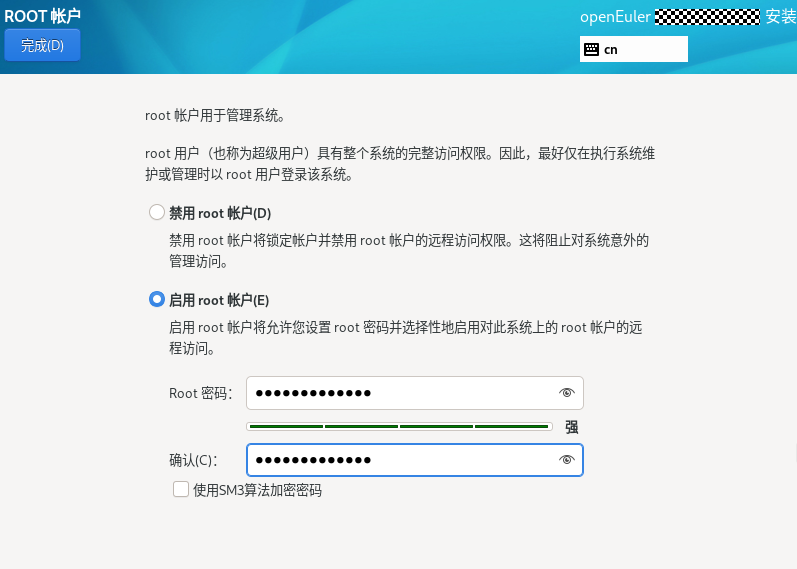 ROOT 帐户
完成(D)
openEuler 安装
cn
root 帐户用于管理系统。
root 用户（也称为超级用户）具有整个系统的完整访问权限。因此，最好仅在执行系统维
护或管理时以 root 用户登录该系统。
禁用 root 帐户(D)
禁用 root 帐户将锁定帐户并禁用 root 帐户的远程访问权限。这将阻止对系统意外的
管理访问。
启用 root 帐户(E)
启用 root 帐户将允许您设置 root 密码并选择性地启用对此系统上的 root 帐户的远
程访问。
Root 密码：
强
确认(C)：
使用SM3算法加密密码